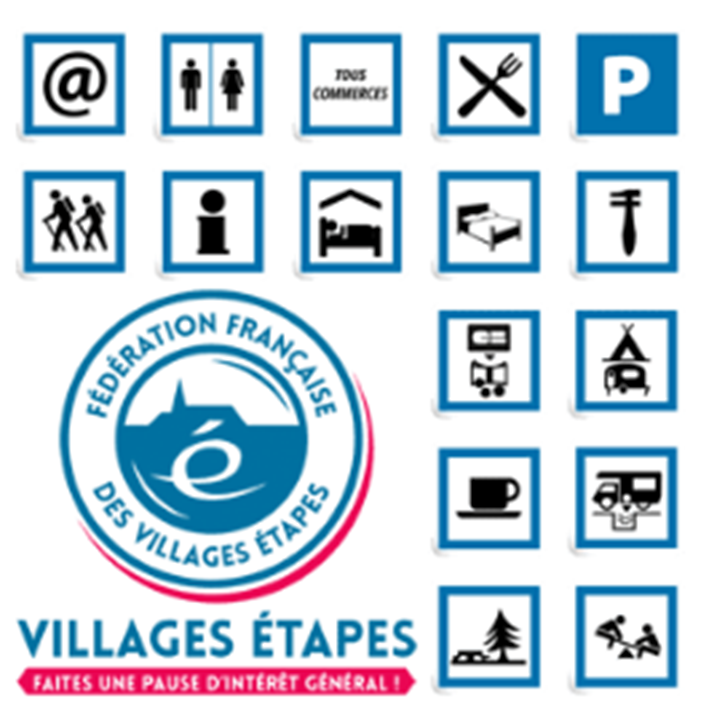 @
TOUS
COMMERCES
P
i
FÉDÉRATION FRANÇAISE
DES VILLAGES ÉTAPES
é
VILLAGES ÉTAPES
FAITES UNE PAUSE D'INTÉRÊT GÉNÉRAL !